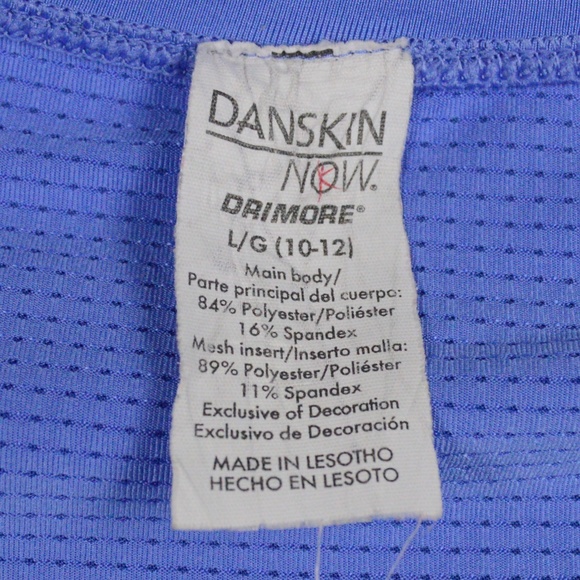 DANSKIN
NOW®
DRIMORE®
L/G (10-12)
Main body/
Parte principal del cuerpo:
84% Polyester/Poliéster
16% Spandex
Mesh insert/Inserto malla:
89% Polyester/Poliéster
11% Spandex
Exclusive of Decoration
Exclusivo de Decoración
MADE IN LESOTHO
HECHO EN LESOTO